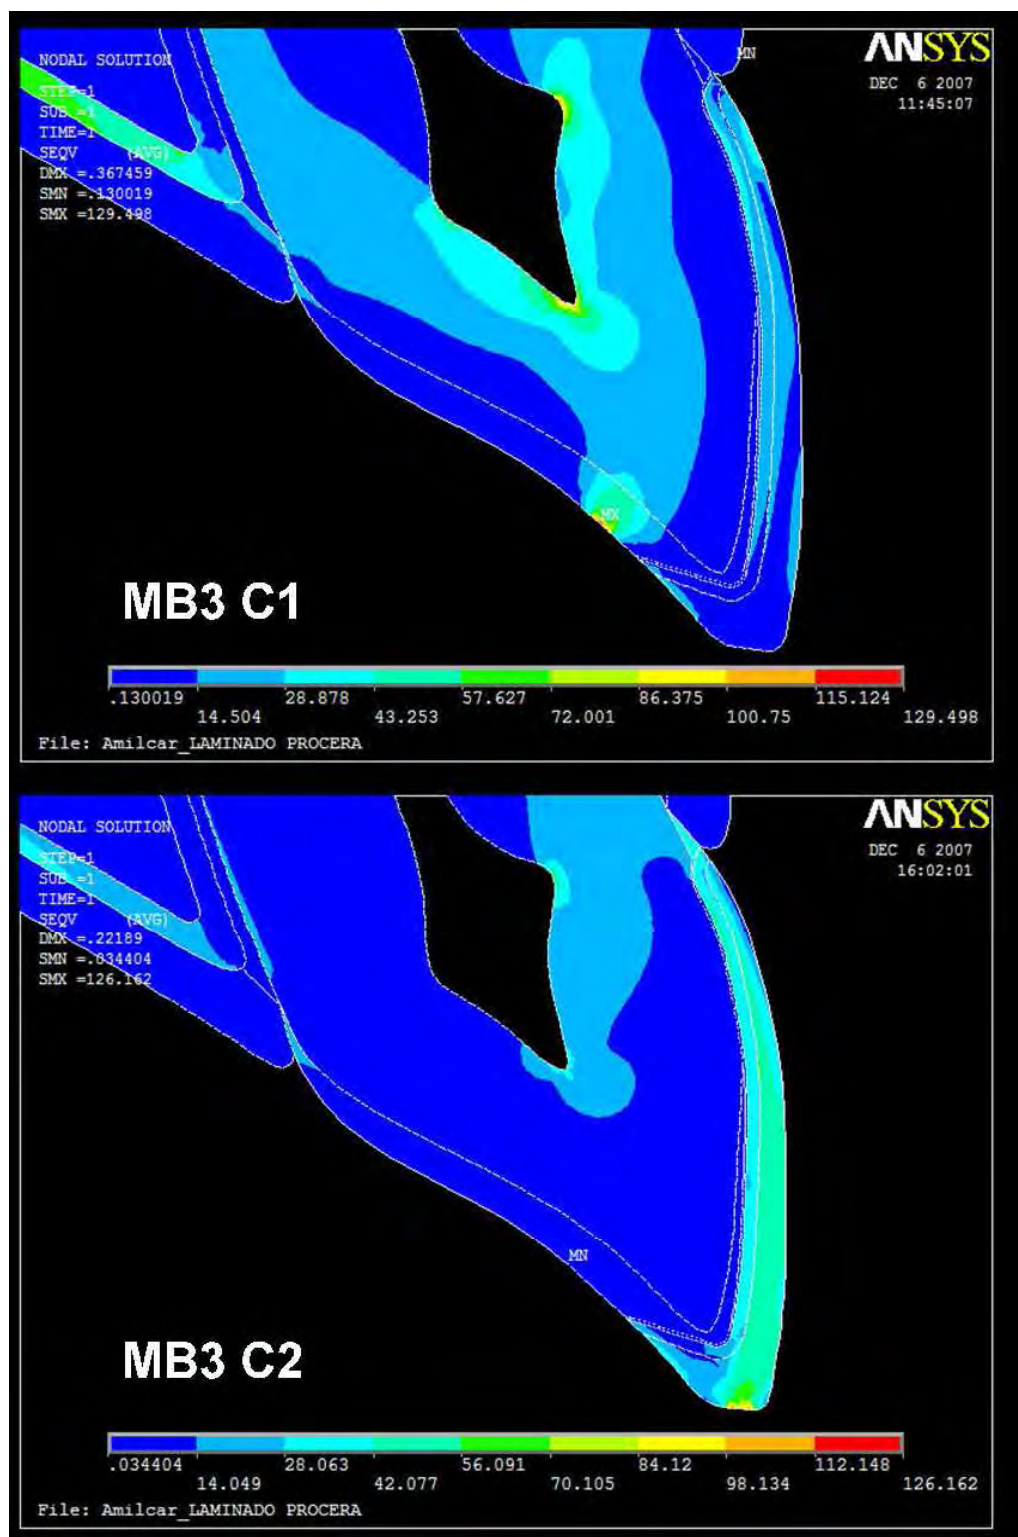 NODAL SOLUTION
STEP=1
SUB =1
TIME=1
SEQV (AVG)
DMX =.367459
SMN =.130019
SMX =129.498
MN
ANSYS
DEC 6 2007
11:45:07
MX
MB3 C1
.130019 28.878 57.627 86.375 115.124
14.504 43.253 72.001 100.75 129.498
File: Amilcar_LAMINADO PROCERA
NODAL SOLUTION
STEP=1
SUB =1
TIME=1
SEQV (AVG)
DMX =.22189
SMN =.034404
SMX =126.162
ANSYS
DEC 6 2007
16:02:01
MN
MB3 C2
.034404 28.063 56.091 84.12 112.148
14.049 42.077 70.105 98.134 126.162
File: Amilcar_LAMINADO PROCERA